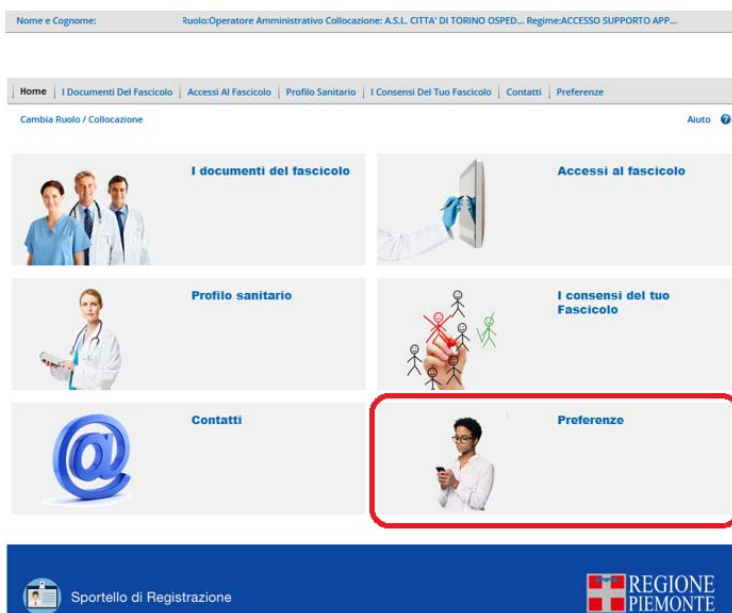 Nome e Cognome: Ruolo:Operatore Amministrativo Collocazione: A.S.L. CITTA' DI TORINO OSPED... Regime:ACCESSO SUPPORTO APP...
Home I Documenti Del Fascicolo Accessi Al Fascicolo Profilo Sanitario I Consensi Del Tuo Fascicolo Contatti Preferenze
Cambia Ruolo / Collocazione Aiuto ?
I documenti del fascicolo
Accessi al fascicolo
Profilo sanitario
I consensi del tuo
Fascicolo
Contatti
Preferenze
Sportello di Registrazione
REGIONE
PIEMONTE